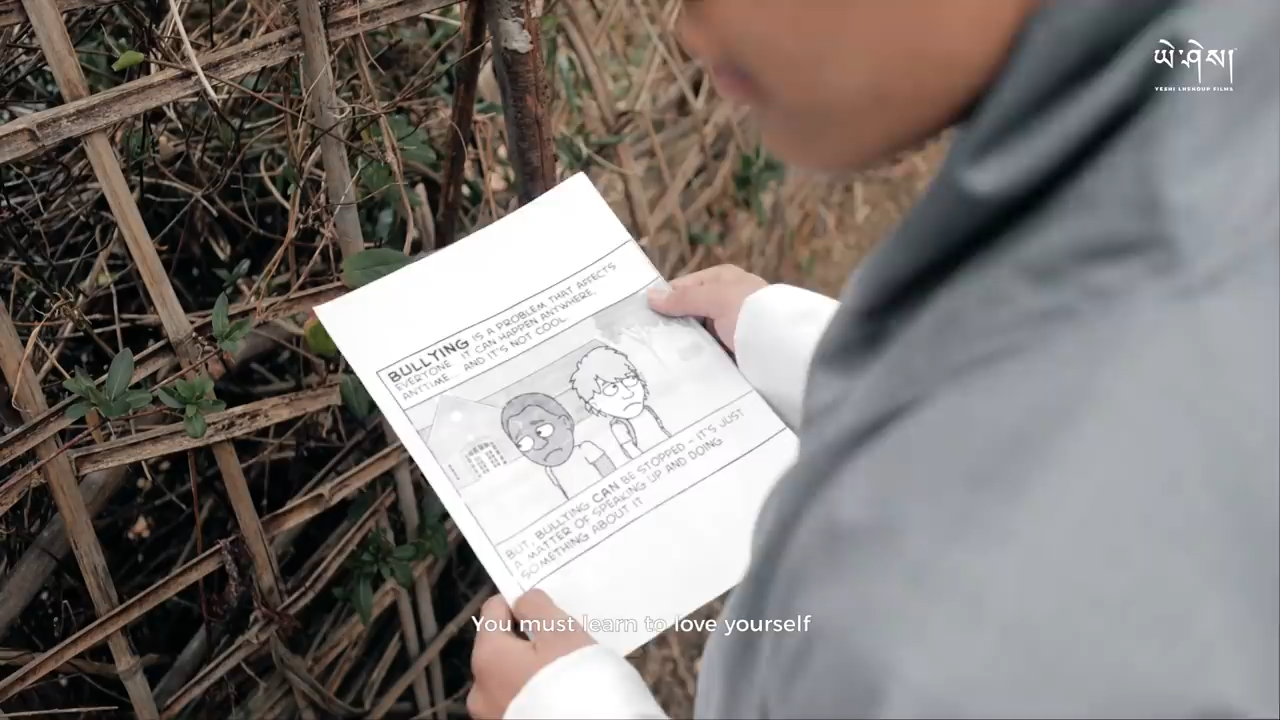 ཡེ་ཤེས།
YESHI LHENDUP FILMS
BULLYING IS A PROBLEM THAT AFFECTS
EVERYONE. IT CAN HAPPEN ANYWHERE,
ANYTIME... AND IT'S NOT COOL.
BUT, BULLYING CAN BE STOPPED - IT'S JUST
A MATTER OF SPEAKING UP AND DOING
SOMETHING ABOUT IT
You must learn to love yourself